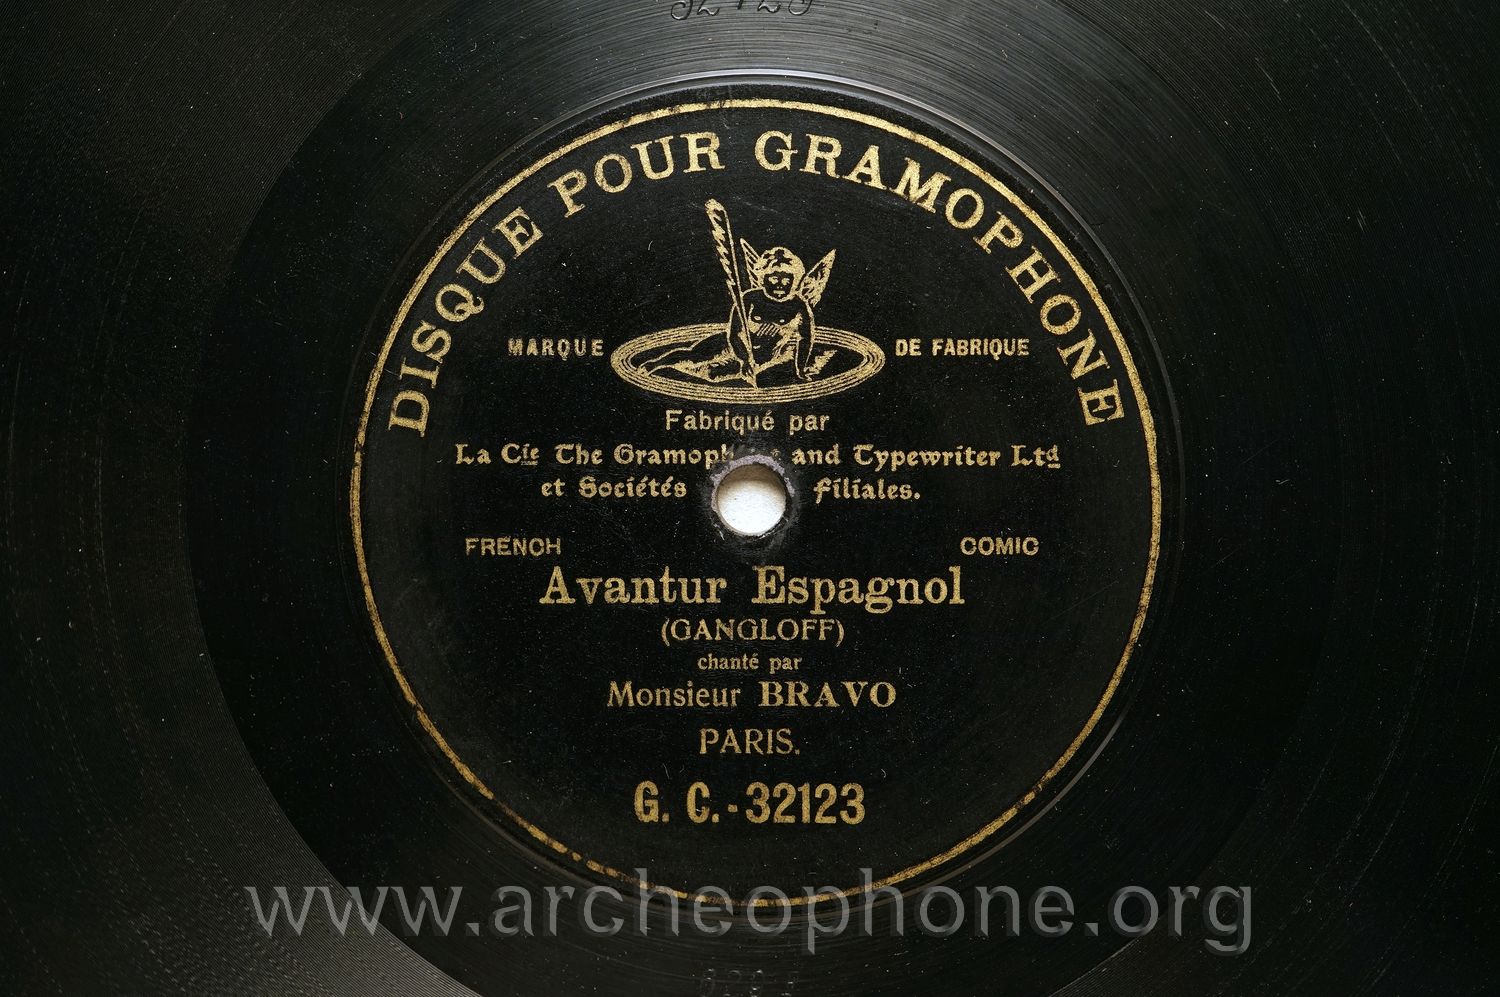 32123
DISQUE POUR GRAMOPHONE
MARQUE DE FABRIQUE
Fabriqué par
La Cie The and Typewriter Ltd
et Sociétés filiales.
FRENCH COMIC
Avantur Espagnol
(GANGLOFF)
chanté par
Monsieur BRAVO
PARIS.
G. C.-32123
www.archeophone.org